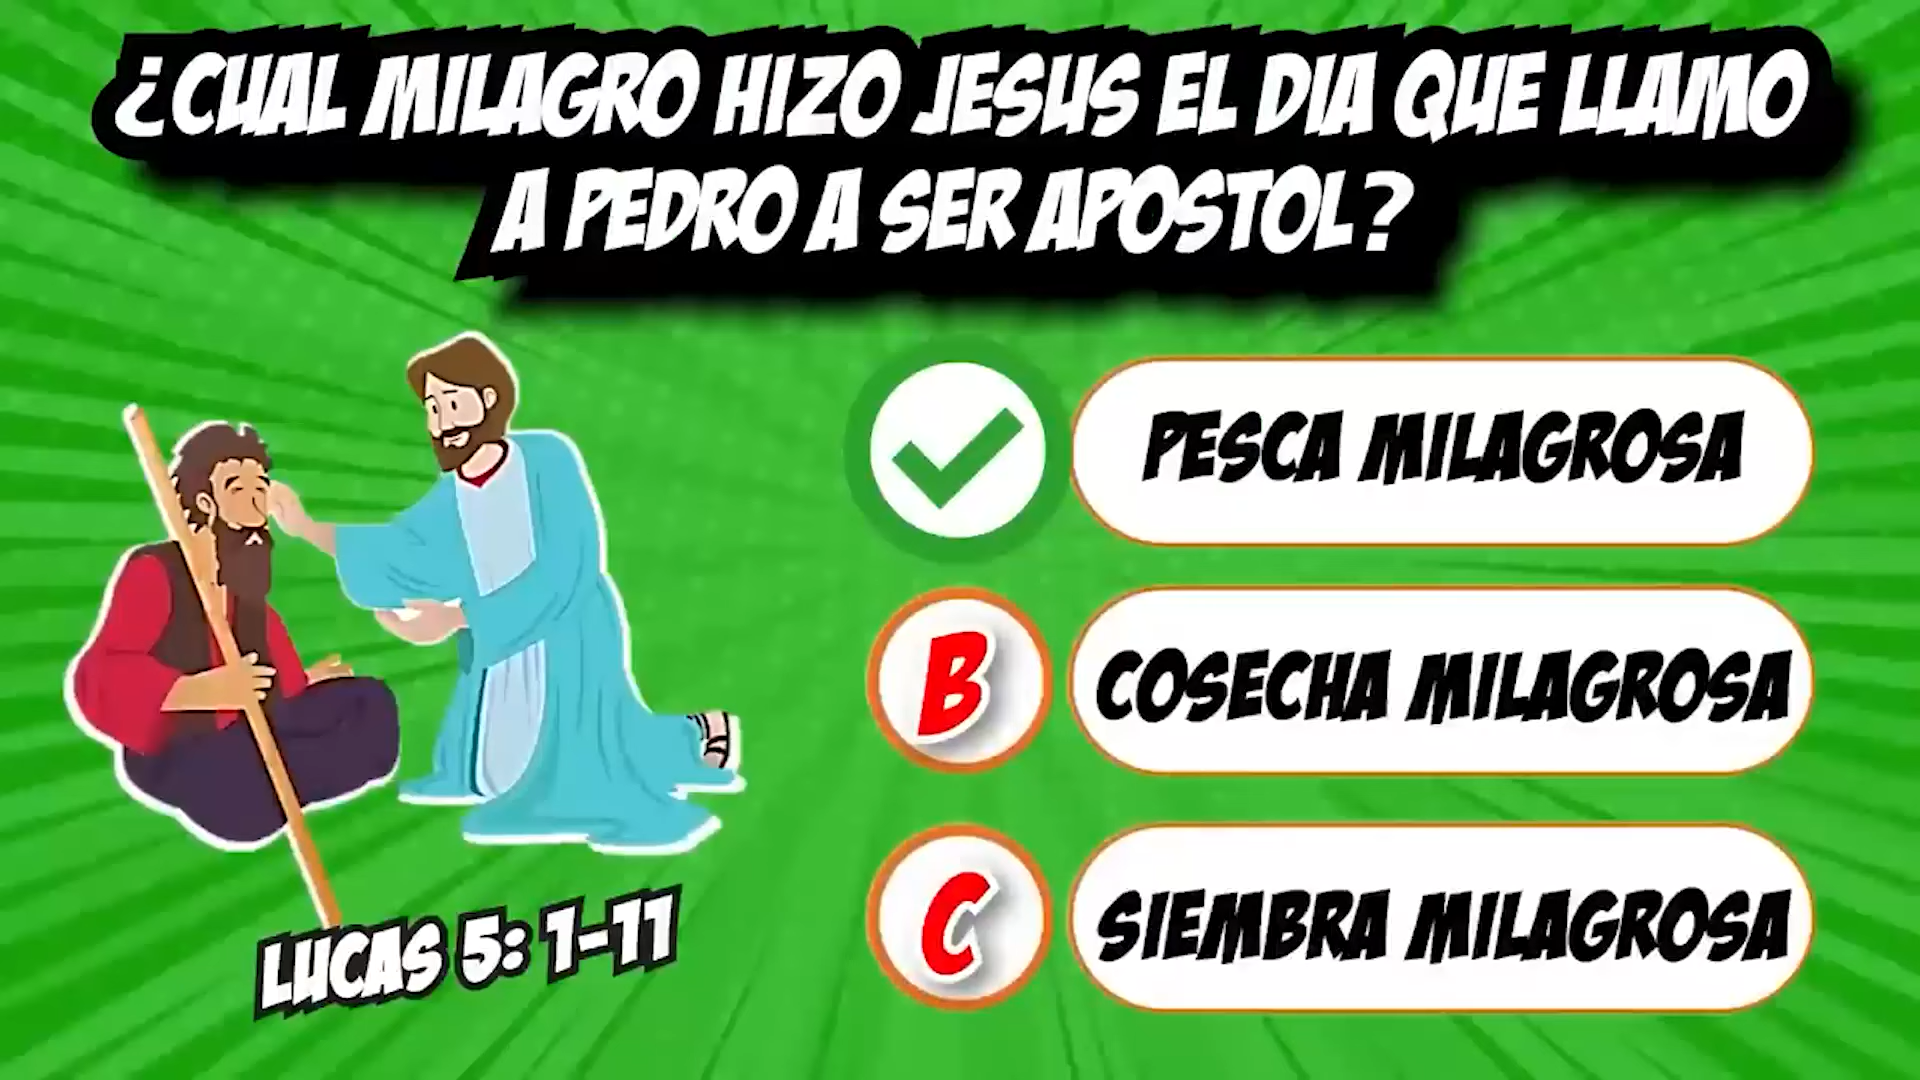 ¿CUAL MILAGRO HIZO JESUS EL DIA QUE LLAMO
A PEDRO A SER APOSTOL?
PESCA MILAGROSA
B COSECHA MILAGROSA
C SIEMBRA MILAGROSA
LUCAS 5: 1-11